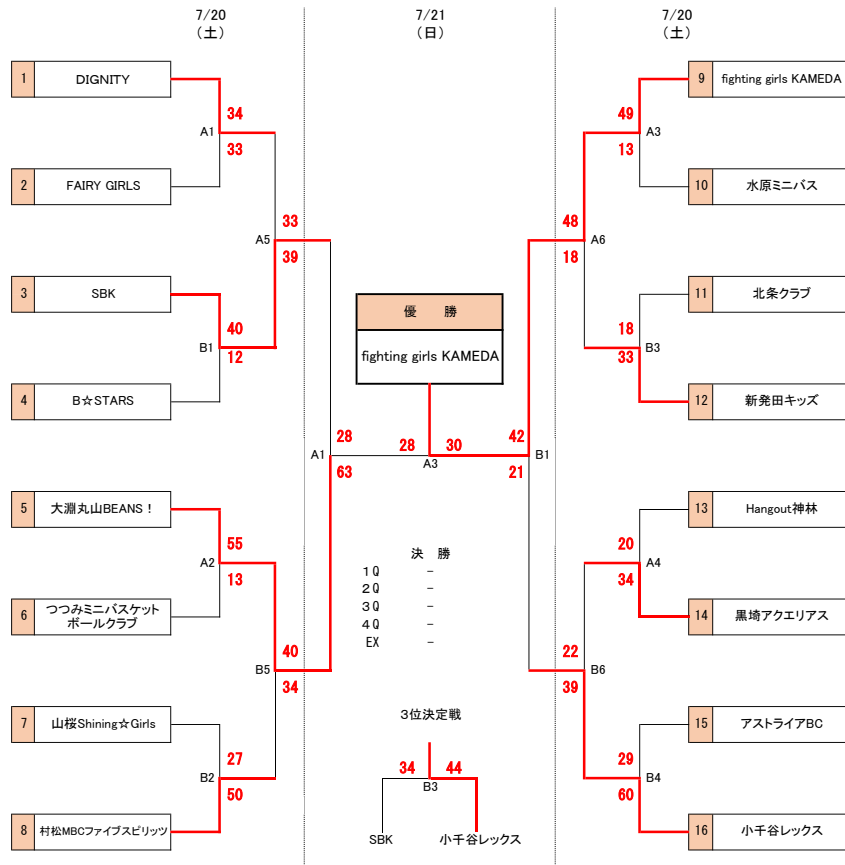 7/20
（土）
7/21
（日）
7/20
（土）
1 DIGNITY
34
A1
33
2 FAIRY GIRLS
33
A5
39
3 SBK
40
B1
12
4 B☆STARS
28
A1
63
5 大淵丸山BEANS！
55
A2
13
6 つつみミニバスケット
ボールクラブ
40
B5
34
7 山桜Shining☆Girls
27
B2
50
8 村松MBCファイブスピリッツ
優　勝
fighting girls KAMEDA
28 30
A3
決　勝
1Q －
2Q －
3Q －
4Q －
EX －
3位決定戦
34 44
B3
SBK 小千谷レックス
9 fighting girls KAMEDA
49
A3
13
10 水原ミニバス
48
A6
18
11 北条クラブ
18
B3
33
12 新発田キッズ
42
B1
21
13 Hangout神林
20
A4
34
14 黒埼アクエリアス
22
B6
39
15 アストライアBC
29
B4
60
16 小千谷レックス